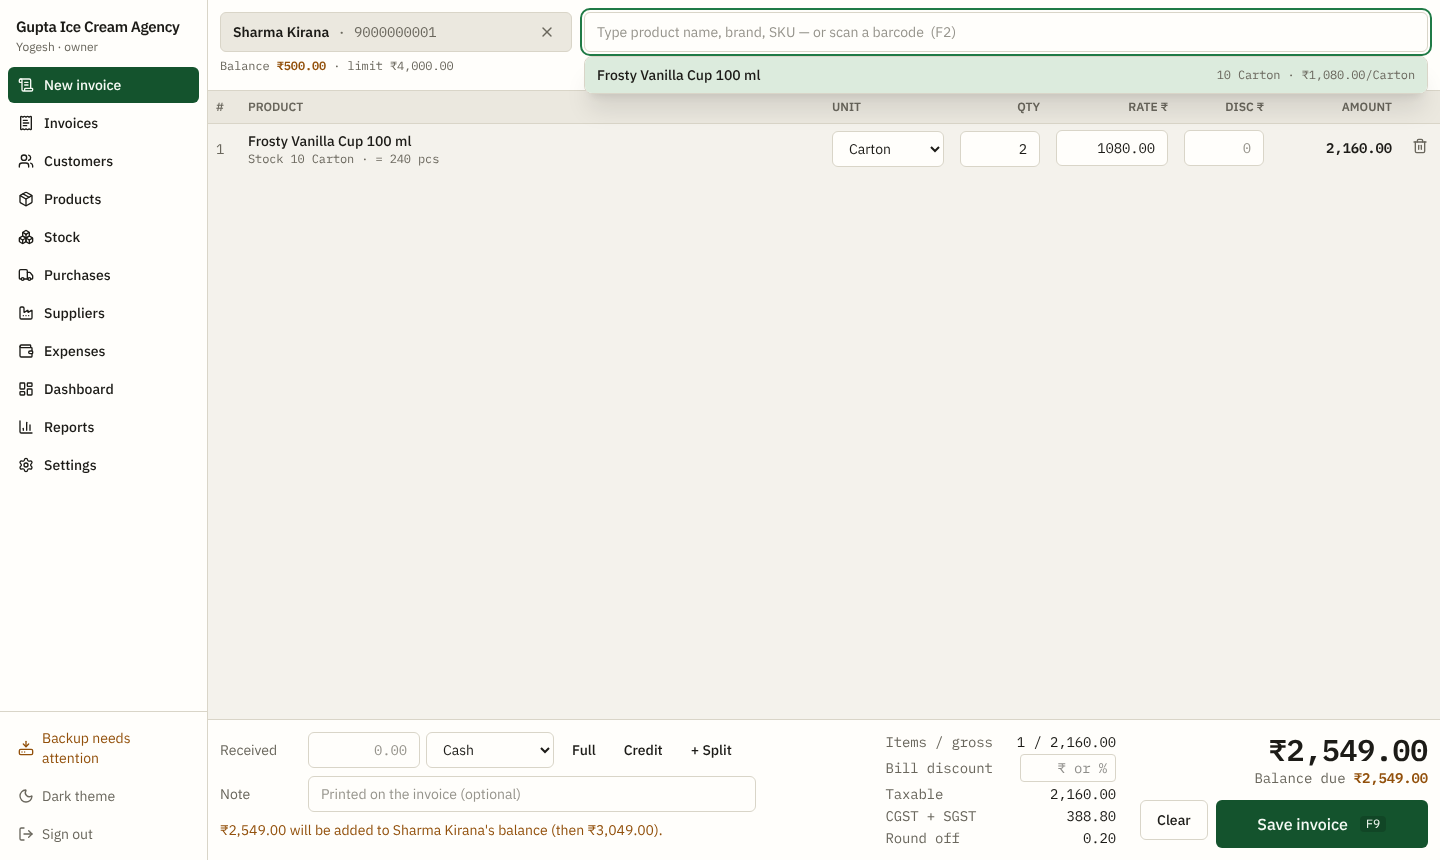 Gupta Ice Cream Agency
Yogesh · owner
New invoice
Invoices
Customers
Products
Stock
Purchases
Suppliers
Expenses
Dashboard
Reports
Settings
Backup needs
attention
Dark theme
Sign out
Sharma Kirana · 9000000001
Balance ₹500.00 · limit ₹4,000.00
Type product name, brand, SKU — or scan a barcode (F2)
Frosty Vanilla Cup 100 ml 10 Carton · ₹1,080.00/Carton
# PRODUCT UNIT QTY RATE ₹ DISC ₹ AMOUNT
1 Frosty Vanilla Cup 100 ml Carton 2 1080.00 0 2,160.00
Stock 10 Carton · = 240 pcs
Received 0.00 Cash Full Credit + Split
Note Printed on the invoice (optional)
₹2,549.00 will be added to Sharma Kirana's balance (then ₹3,049.00).
Items / gross 1 / 2,160.00
Bill discount ₹ or %
Taxable 2,160.00
CGST + SGST 388.80
Round off 0.20
₹2,549.00
Balance due ₹2,549.00
Clear Save invoice F9